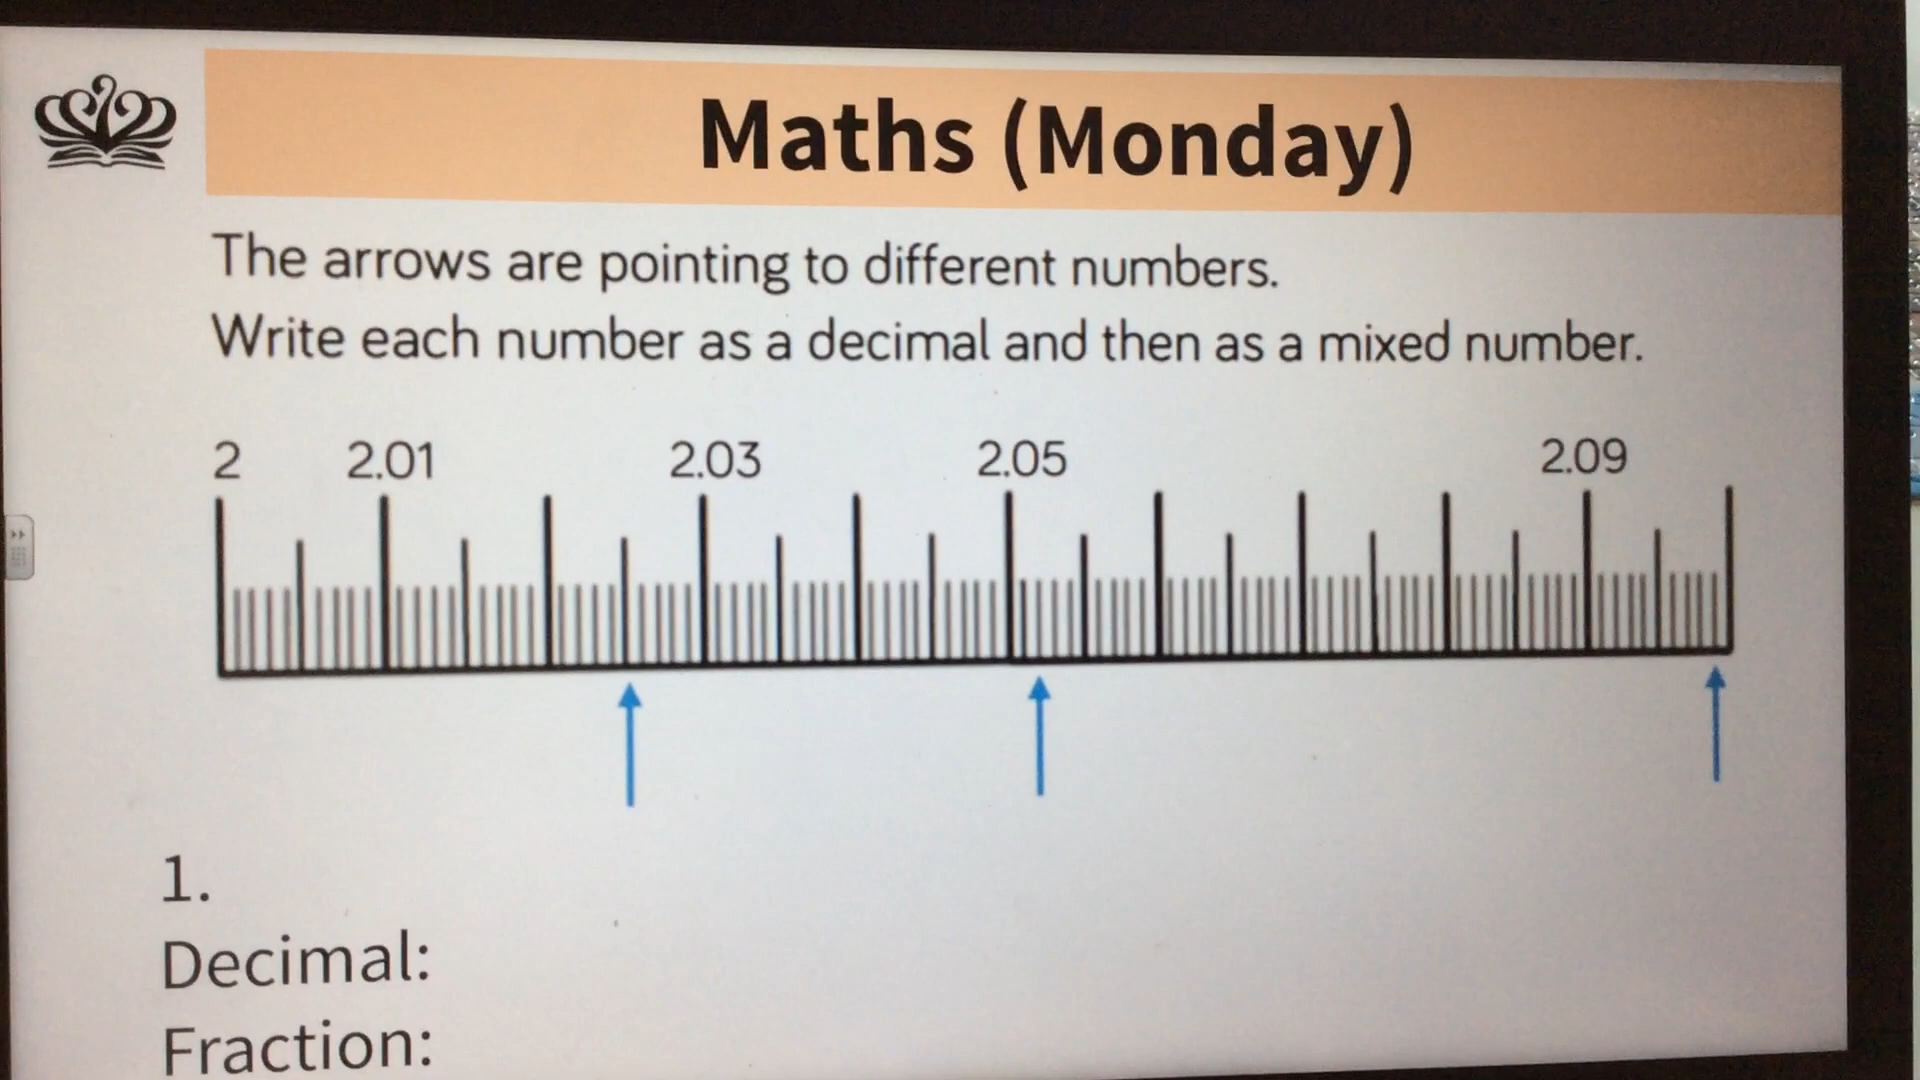 Maths (Monday)
The arrows are pointing to different numbers.
Write each number as a decimal and then as a mixed number.
2 2.01 2.03 2.05 2.09
1.
Decimal:
Fraction: